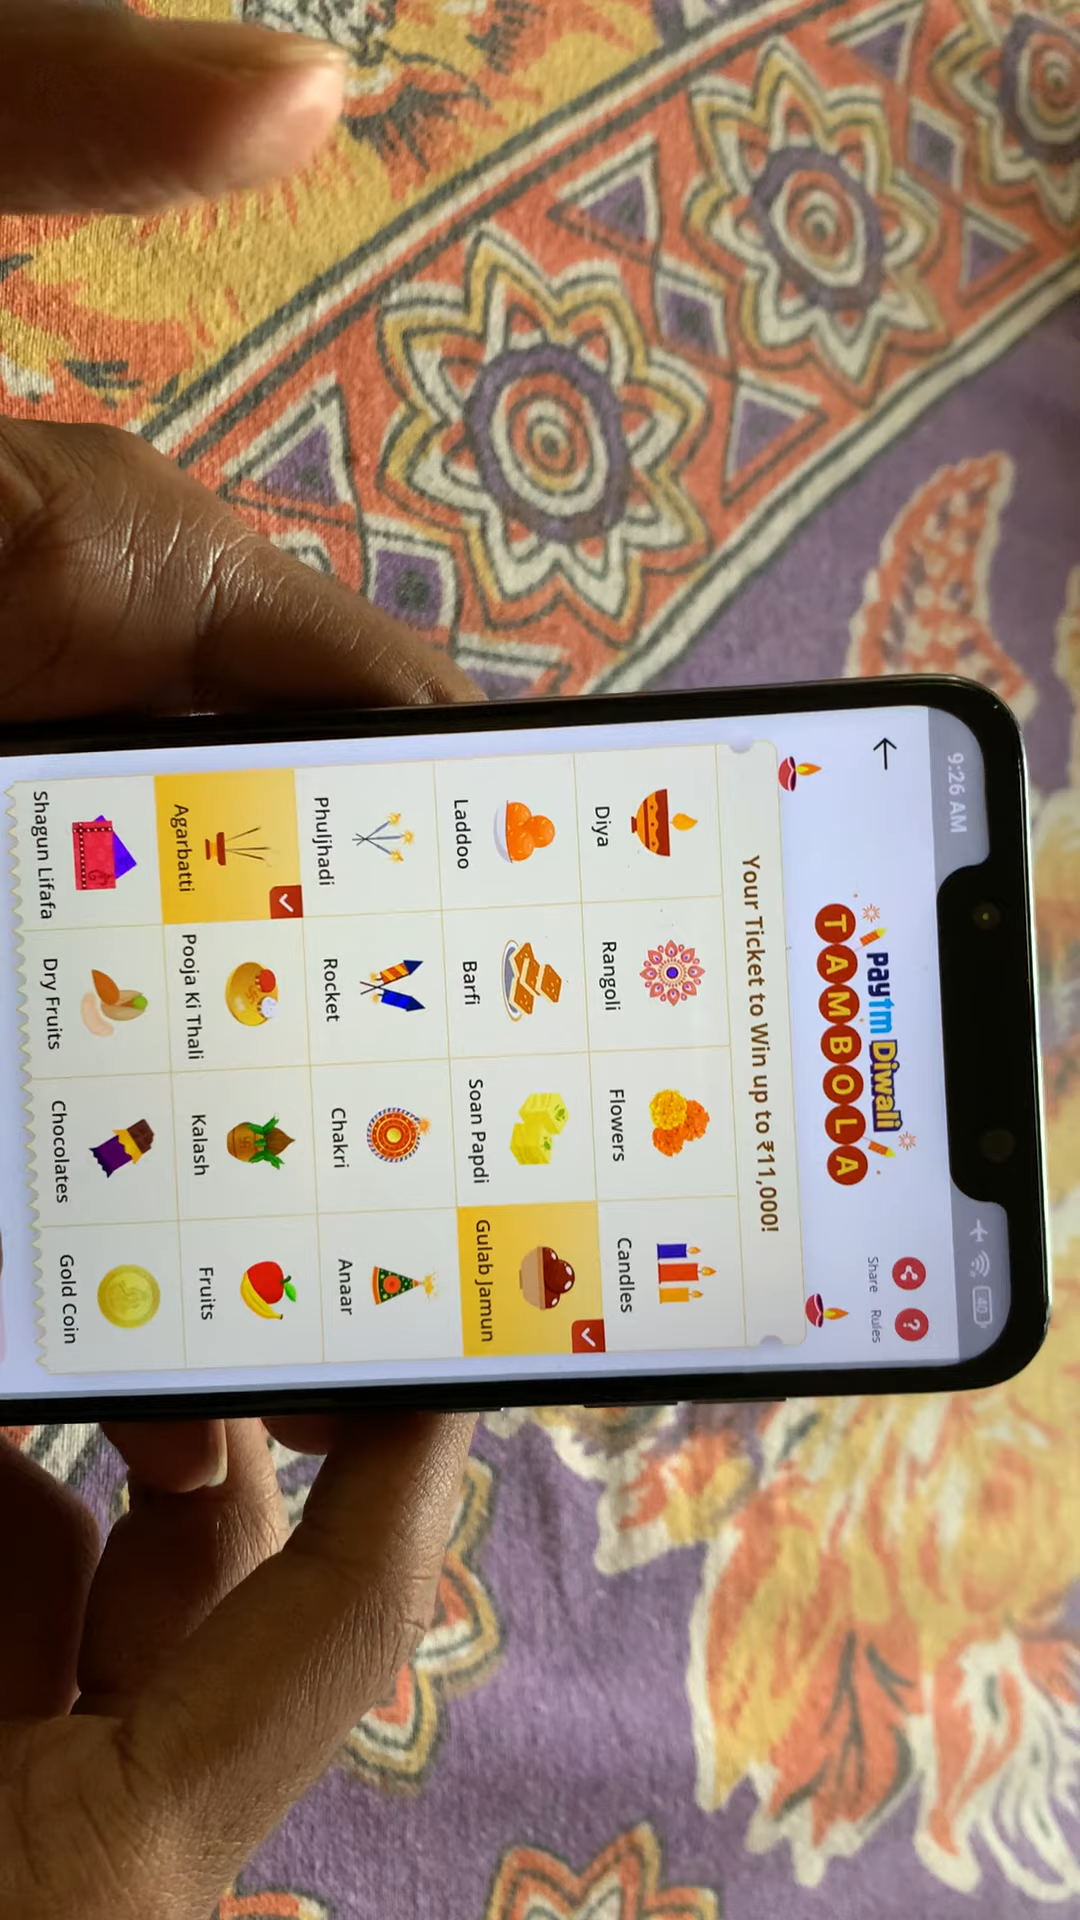 9:26 AM
40
paytm Diwali
TAMBOLA
Share
Rules
?
Your Ticket to Win up to ₹11,000!
Diya
Rangoli
Flowers
Candles
Laddoo
Barfi
Soan Papdi
Gulab Jamun
Phuljhadi
Rocket
Chakri
Anaar
Agarbatti
Pooja Ki Thali
Kalash
Fruits
Shagun Lifafa
Dry Fruits
Chocolates
Gold Coin